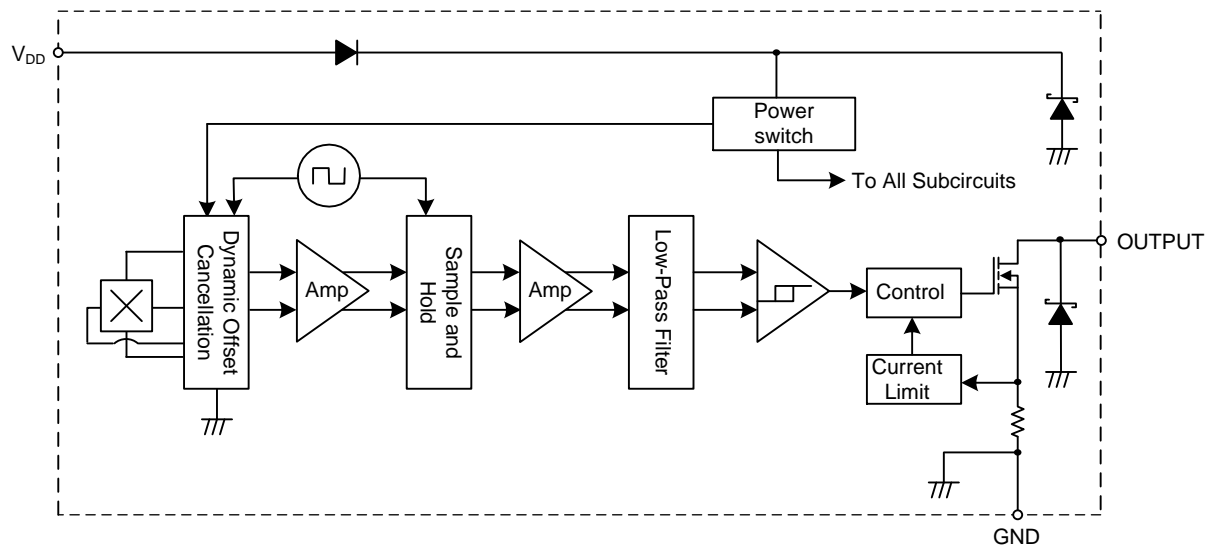 V_DD
Power
switch
To All Subcircuits
Dynamic Offset
Cancellation
Amp
Sample and
Hold
Amp
Low-Pass Filter
Control
Current
Limit
OUTPUT
GND